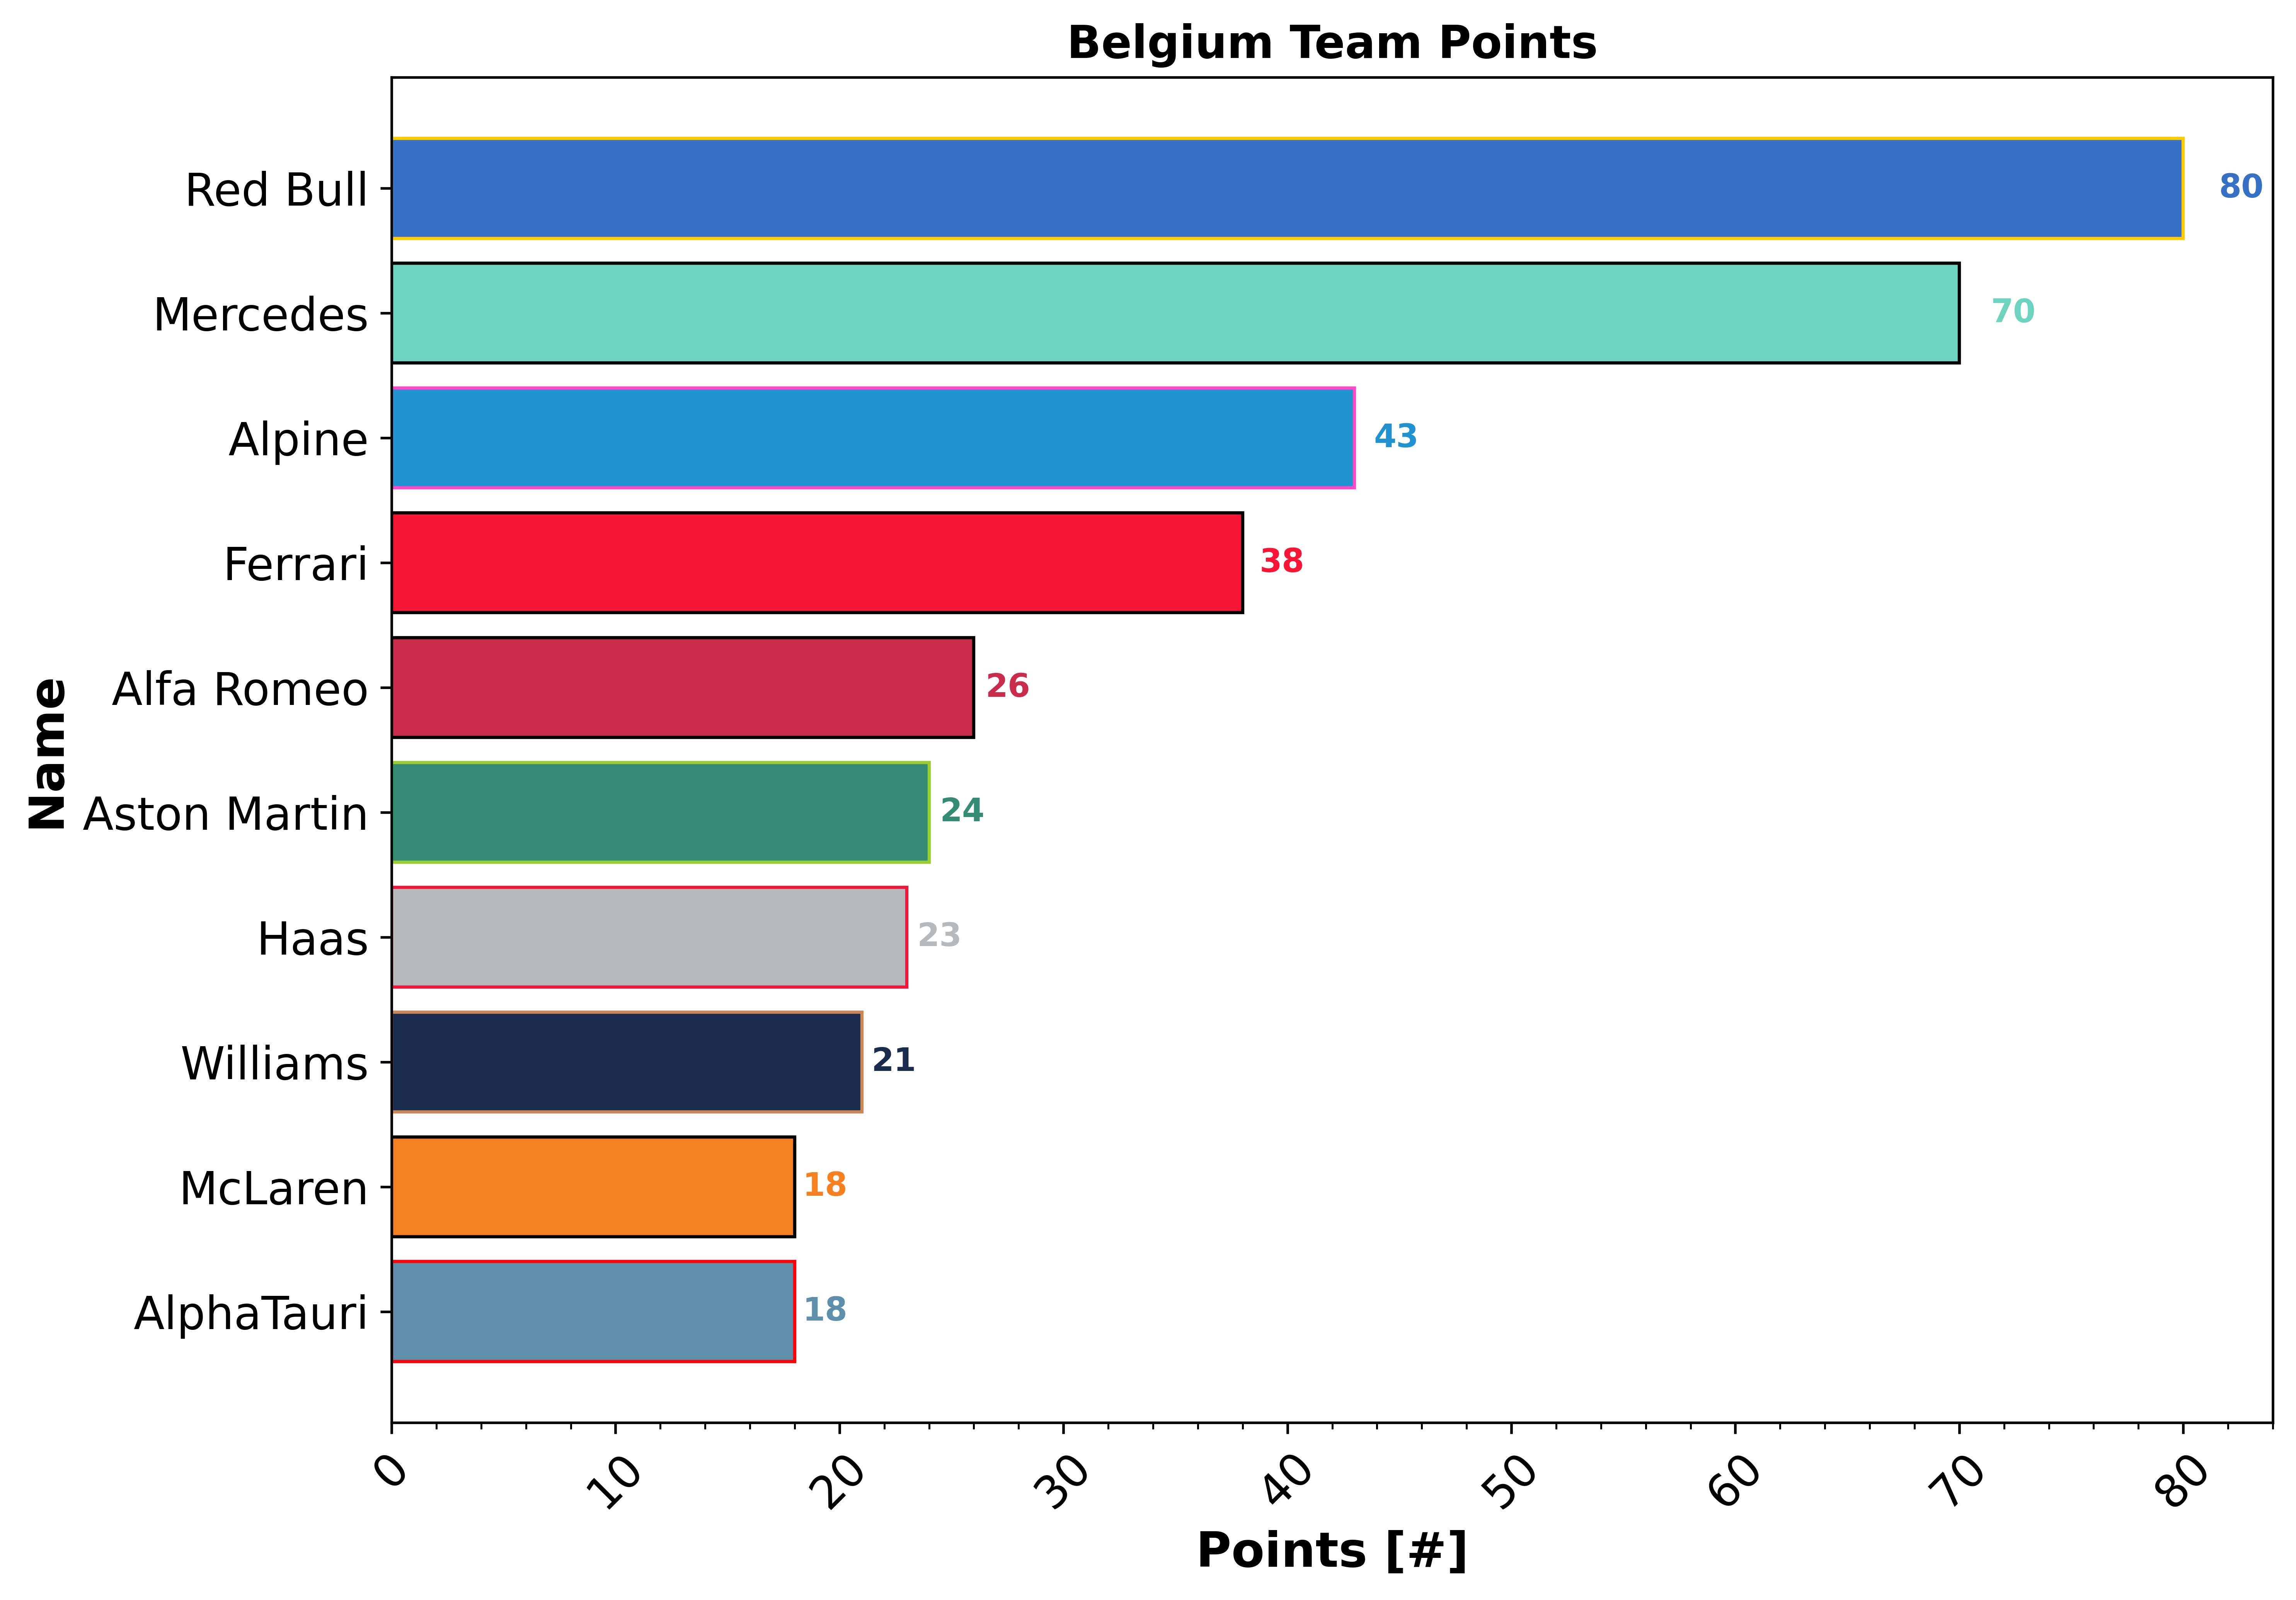 Belgium Team Points
Red Bull 80
Mercedes 70
Alpine 43
Ferrari 38
Alfa Romeo 26
Aston Martin 24
Haas 23
Williams 21
McLaren 18
AlphaTauri 18
Name
0 10 20 30 40 50 60 70 80
Points [#]